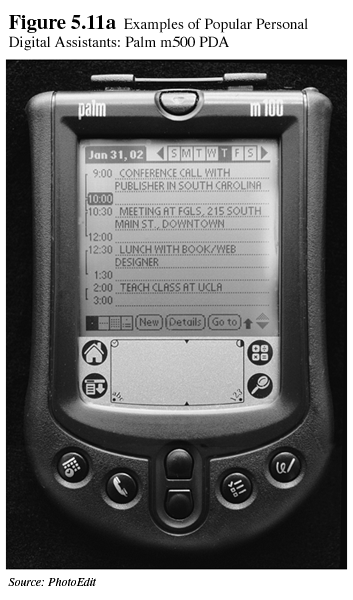 Figure 5.11a Examples of Popular Personal
Digital Assistants: Palm m500 PDA
palm
m100
Jan 31, 02
S M T W T F S
9:00 CONFERENCE CALL WITH
PUBLISHER IN SOUTH CAROLINA
10:00
10:30 MEETING AT FGLS, 215 SOUTH
MAIN ST., DOWNTOWN
12:00
12:30 LUNCH WITH BOOK/WEB
DESIGNER
1:30
2:00 TEACH CLASS AT UCLA
3:00
New Details Go to
Source: PhotoEdit